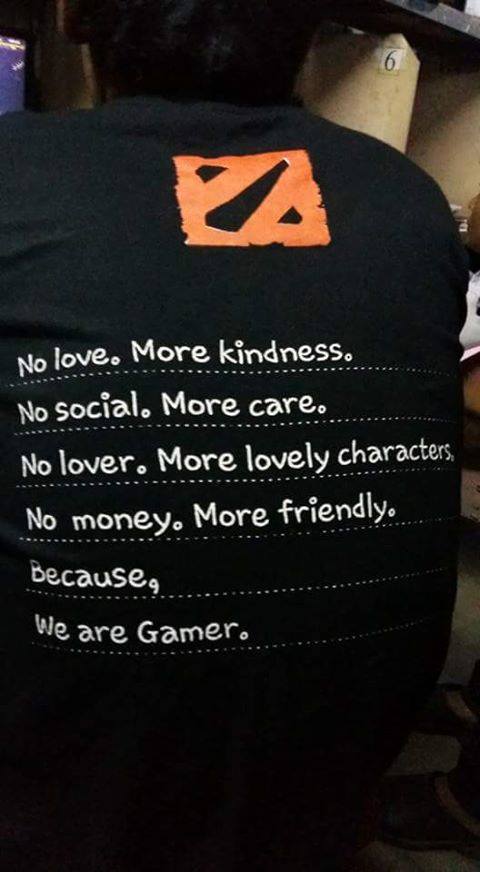 6
No love. More kindness.
No social. More care.
No lover. More lovely characters.
No money. More friendly.
Because,
We are Gamer.